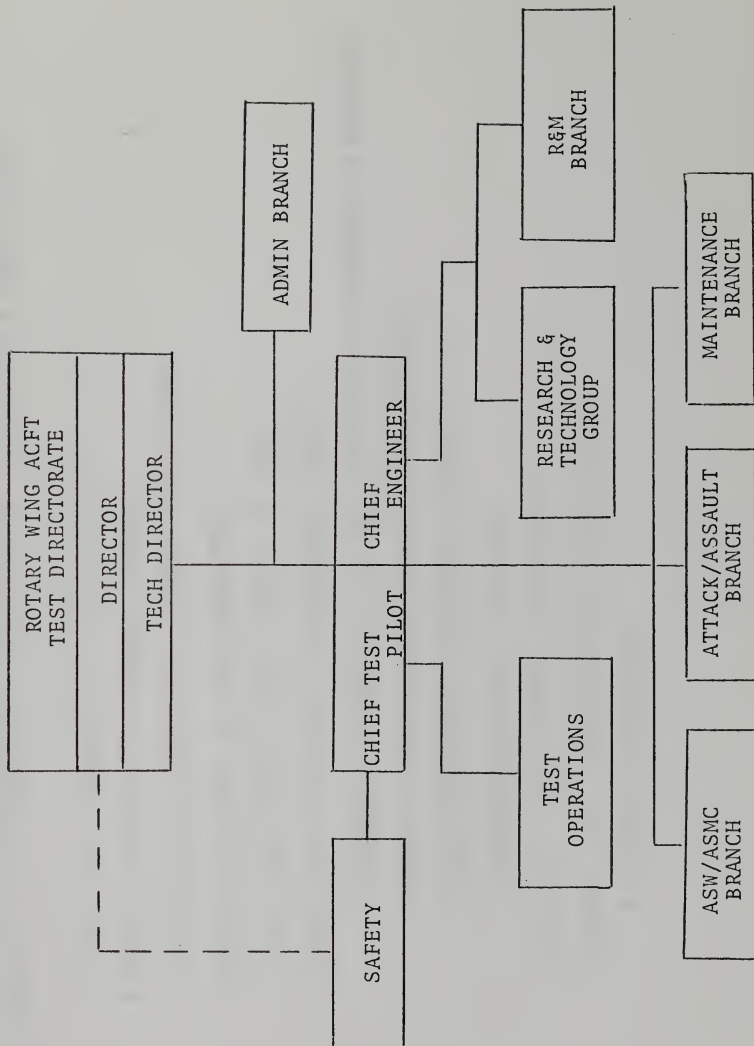 ROTARY WING ACFT
TEST DIRECTORATE
DIRECTOR
TECH DIRECTOR
ADMIN BRANCH
SAFETY
CHIEF TEST
PILOT
CHIEF
ENGINEER
TEST
OPERATIONS
RESEARCH &
TECHNOLOGY
GROUP
R&M
BRANCH
ASW/ASMC
BRANCH
ATTACK/ASSAULT
BRANCH
MAINTENANCE
BRANCH